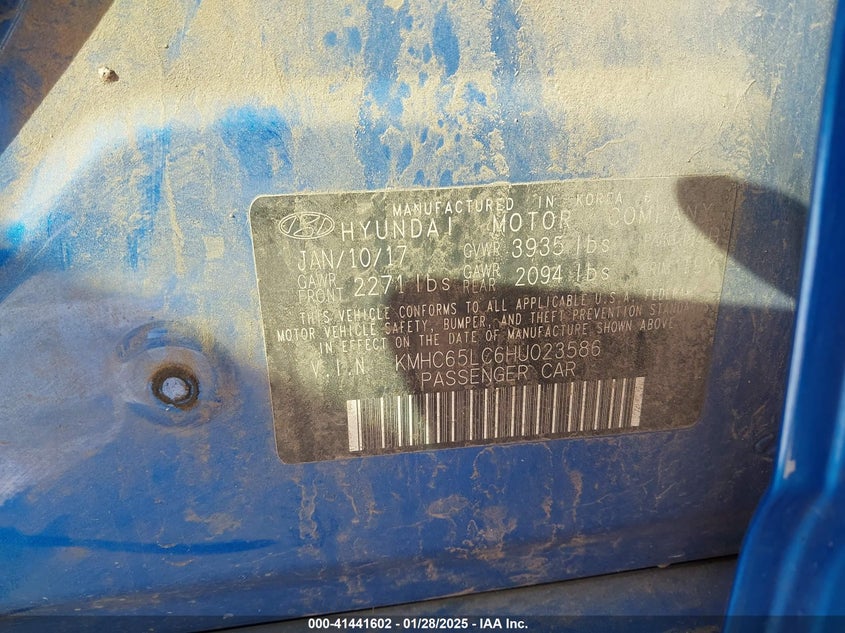 MANUFACTURED IN KOREA
HYUNDAI MOTOR
JAN/10/17 GVWR 3935 lbs
GAWR FRONT 2271 lbs GAWR REAR 2094 lbs
THIS VEHICLE CONFORMS TO ALL APPLICABLE U.S.A. FEDERAL
MOTOR VEHICLE SAFETY, BUMPER, AND THEFT PREVENTION
IN EFFECT ON THE DATE OF MANUFACTURE SHOWN ABOVE.
V.I.N KMHC65LC6HU023586
PASSENGER CAR
000-41441602 / 01/28/2025 - IAA Inc.